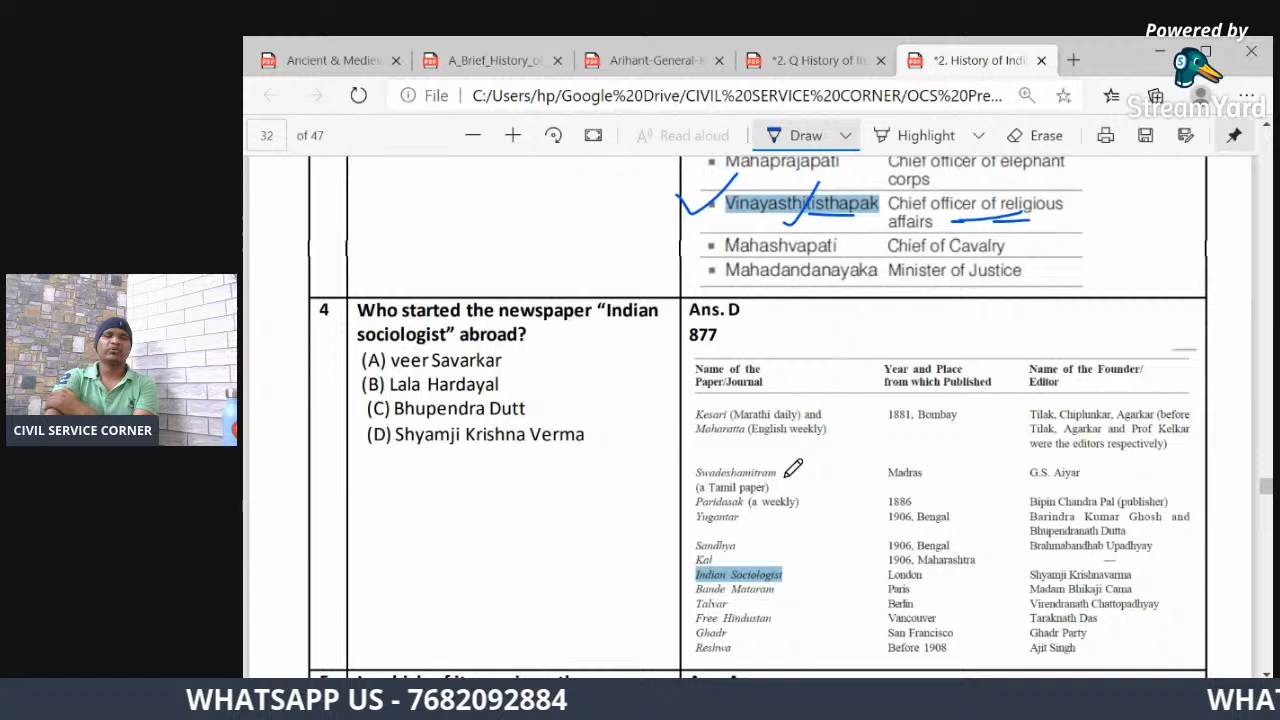 Powered by
StreamYard
Ancient & Mediev
A_Brief_History_of
Arihant-General-K
*2. Q History of In
*2. History of Indi
File C:/Users/hp/Google%20Drive/CIVIL%20SERVICE%20CORNER/OCS%20Pre...
32 of 47
Read aloud
Draw
Highlight
Erase
Mahaprajapati Chief officer of elephant
corps
Vinayasthitisthapak Chief officer of religious
affairs
Mahashvapati Chief of Cavalry
Mahadandanayaka Minister of Justice
4 Who started the newspaper “Indian
sociologist” abroad?
(A) veer Savarkar
(B) Lala Hardayal
(C) Bhupendra Dutt
(D) Shyamji Krishna Verma
Ans. D
877
Name of the Year and Place Name of the Founder/
Paper/Journal from which Published Editor
Kesari (Marathi daily) and 1881, Bombay Tilak, Chiplunkar, Agarkar (before
Maharatta (English weekly) Tilak, Agarkar and Prof Kelkar
were the editors respectively)
Swadeshamitram Madras G.S. Aiyar
(a Tamil paper)
Paridasak (a weekly) 1886 Bipin Chandra Pal (publisher)
Yugantar 1906, Bengal Barindra Kumar Ghosh and
Bhupendranath Dutta
Sandhya 1906, Bengal Brahmabandhab Upadhyay
Kal 1906, Maharashtra —
Indian Sociologist London Shyamji Krishnavarma
Bande Mataram Paris Madam Bhikaji Cama
Talvar Berlin Virendranath Chattopadhyay
Free Hindustan Vancouver Taraknath Das
Ghadr San Francisco Ghadr Party
Reshwa Before 1908 Ajit Singh
CIVIL SERVICE CORNER
WHATSAPP US - 7682092884
WHA